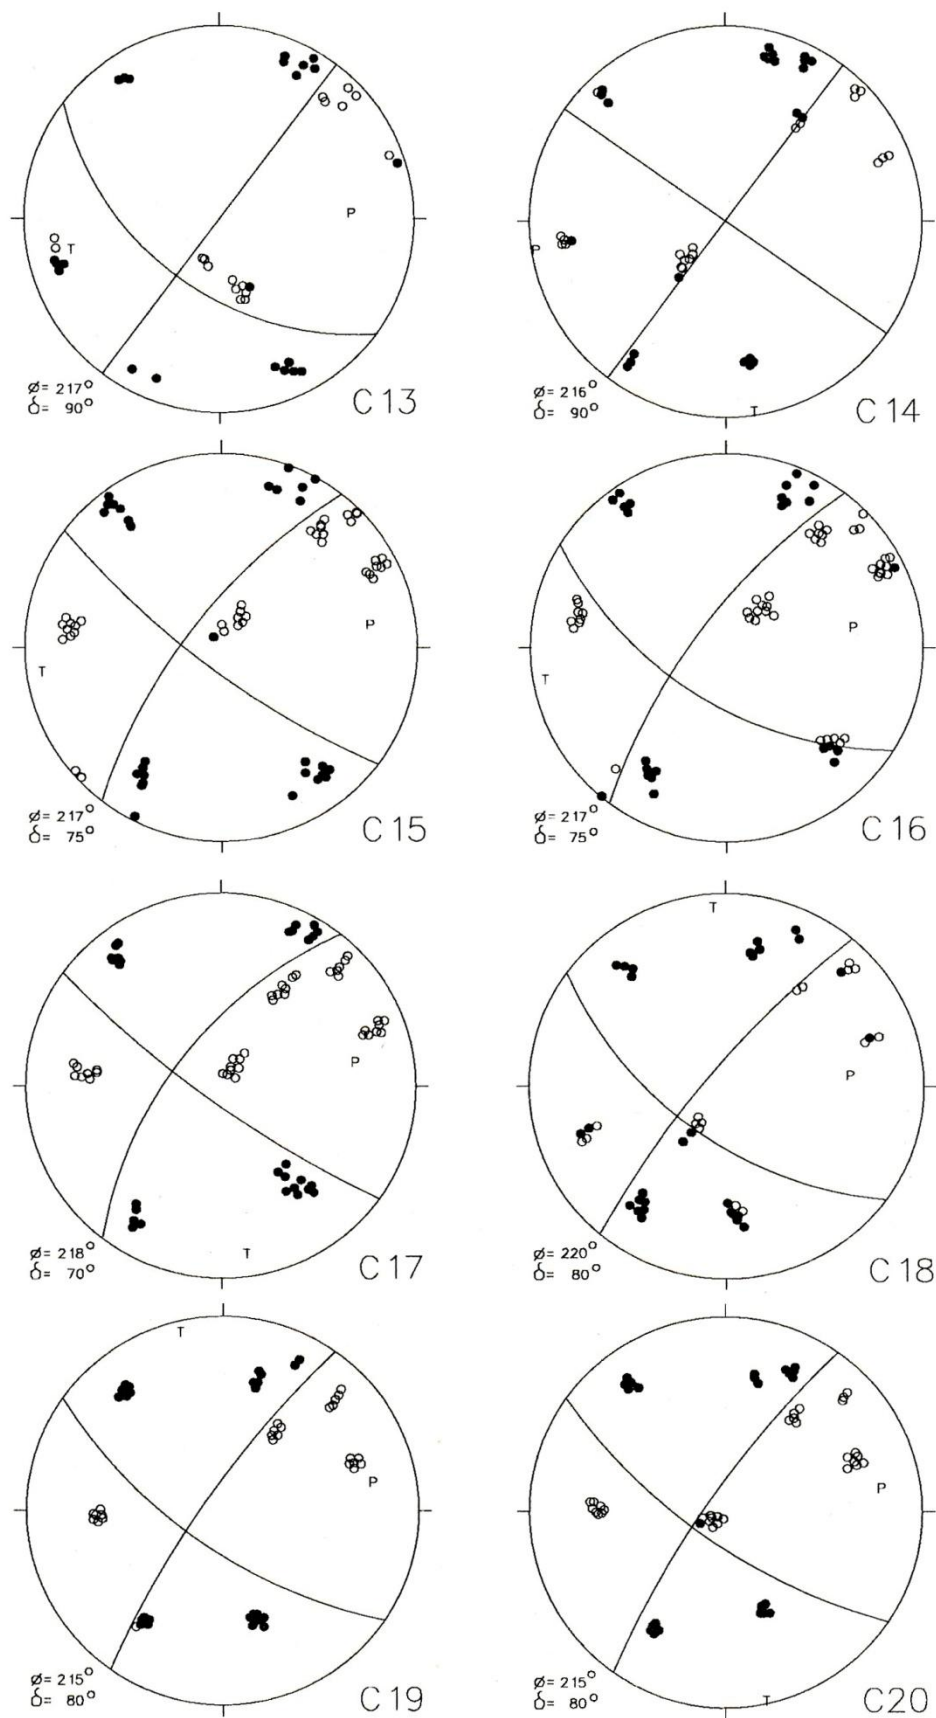 P
T
ø= 217°
δ= 90°
C13
P
ø= 216°
δ= 90°
T
C14
P
T
ø= 217°
δ= 75°
C15
P
T
ø= 217°
δ= 75°
C16
P
T
ø= 218°
δ= 70°
C17
T
P
ø= 220°
δ= 80°
C18
T
P
ø= 215°
δ= 80°
C19
P
ø= 215°
δ= 80°
T
C20